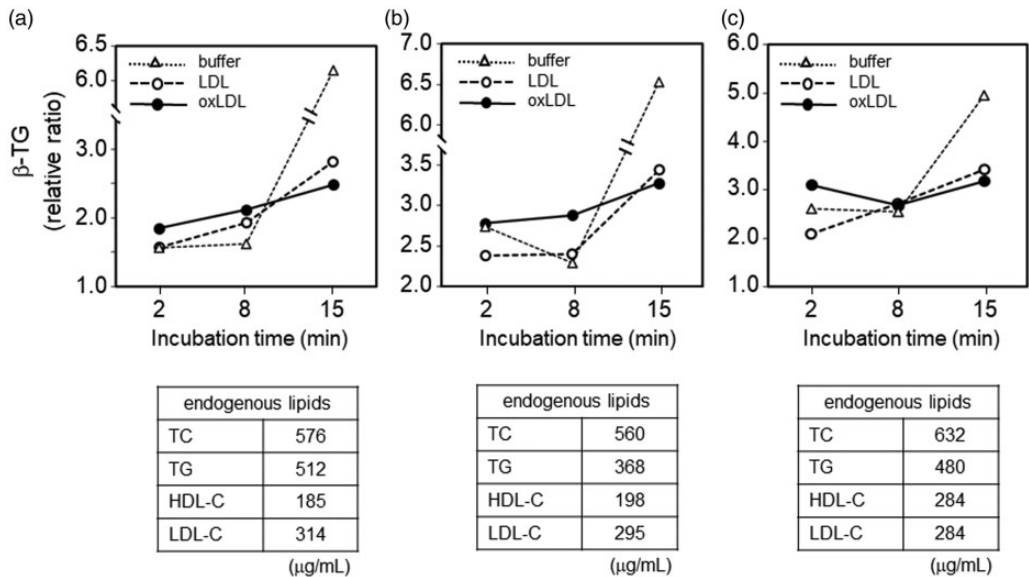 (a)
6.5
6.0
3.0
2.0
1.0
β-TG
(relative ratio)
buffer
LDL
oxLDL
2 8 15
Incubation time (min)
(b)
7.0
6.5
6.0
3.5
3.0
2.5
2.0
buffer
LDL
oxLDL
2 8 15
Incubation time (min)
(c)
6.0
5.0
4.0
3.0
2.0
1.0
buffer
LDL
oxLDL
2 8 15
Incubation time (min)
endogenous lipids
TC 576
TG 512
HDL-C 185
LDL-C 314
(µg/mL)
endogenous lipids
TC 560
TG 368
HDL-C 198
LDL-C 295
(µg/mL)
endogenous lipids
TC 632
TG 480
HDL-C 284
LDL-C 284
(µg/mL)